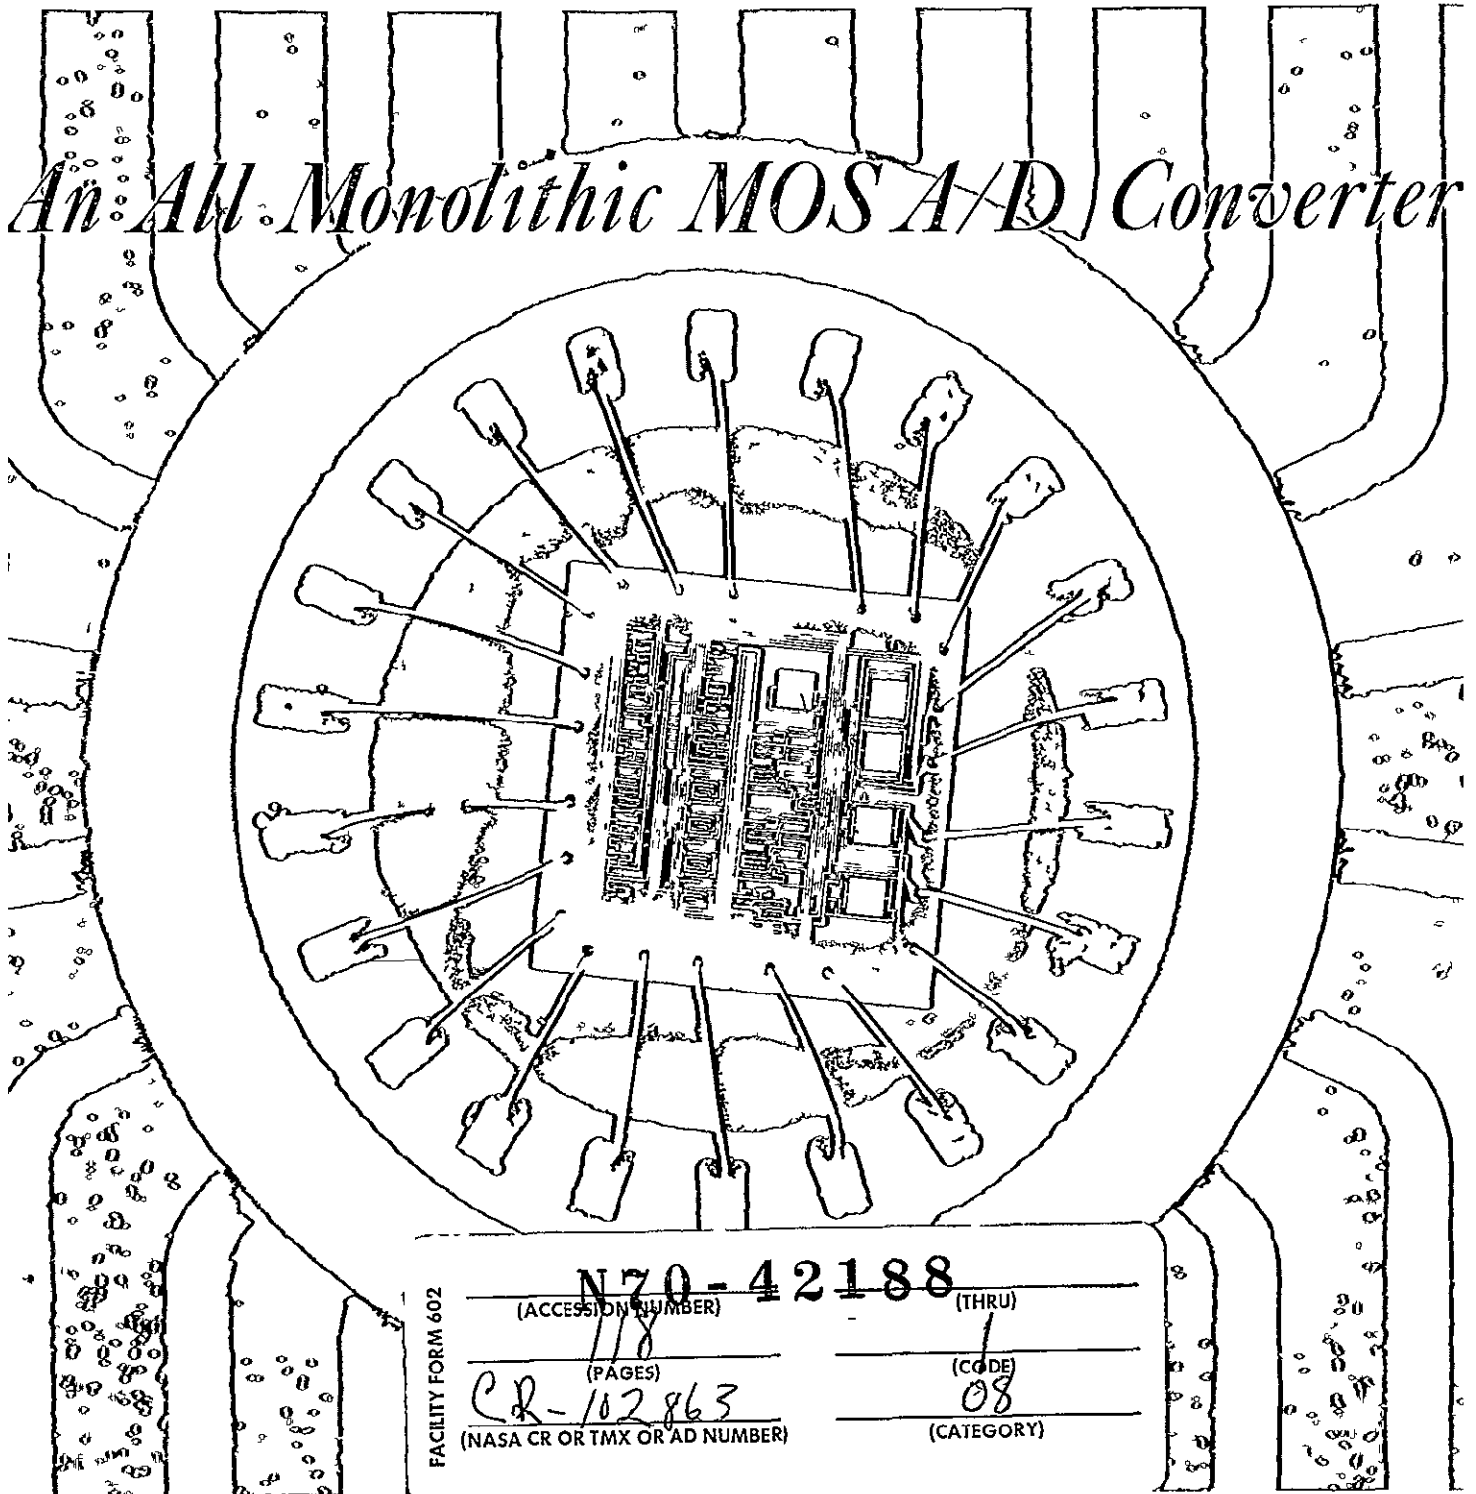 An All Monolithic MOS A/D Converter
FACILITY FORM 602
N70-42188
(ACCESSION NUMBER)
(THRU)
118
(PAGES)
1
(CODE)
CR-102863
(NASA CR OR TMX OR AD NUMBER)
08
(CATEGORY)